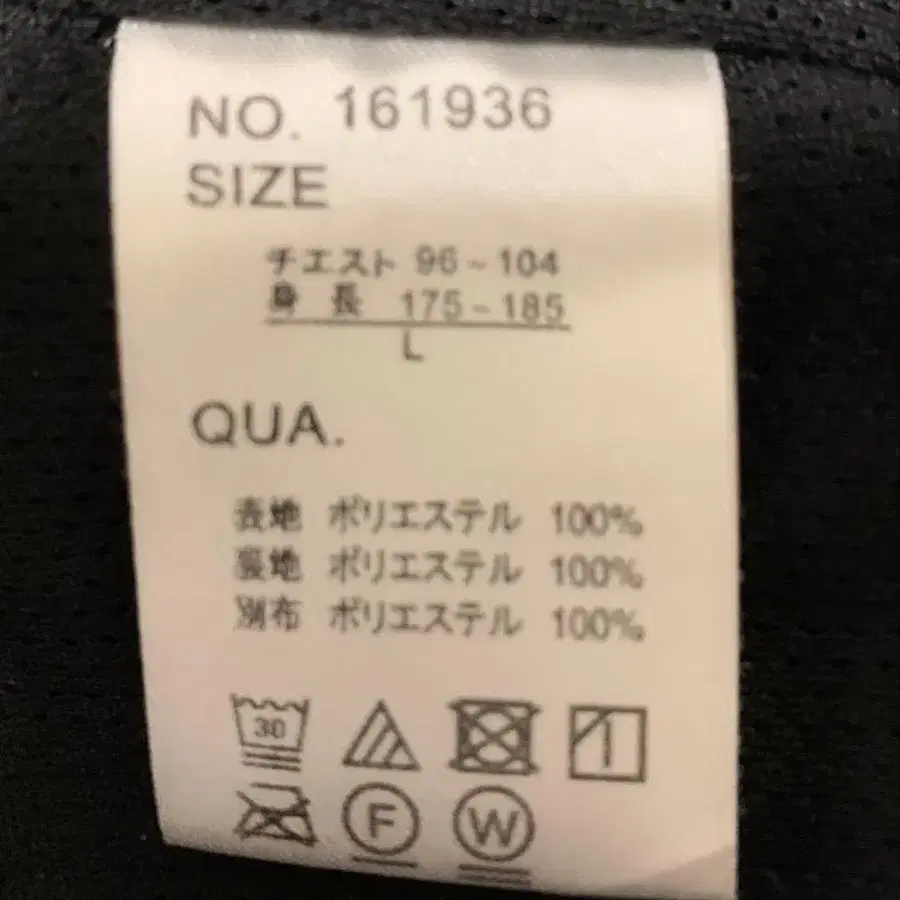 NO. 161936
SIZE
チエスト 96~104
身長 175~185
L
QUA.
表地 ポリエステル 100%
裏地 ポリエステル 100%
別布 ポリエステル 100%
30
F W